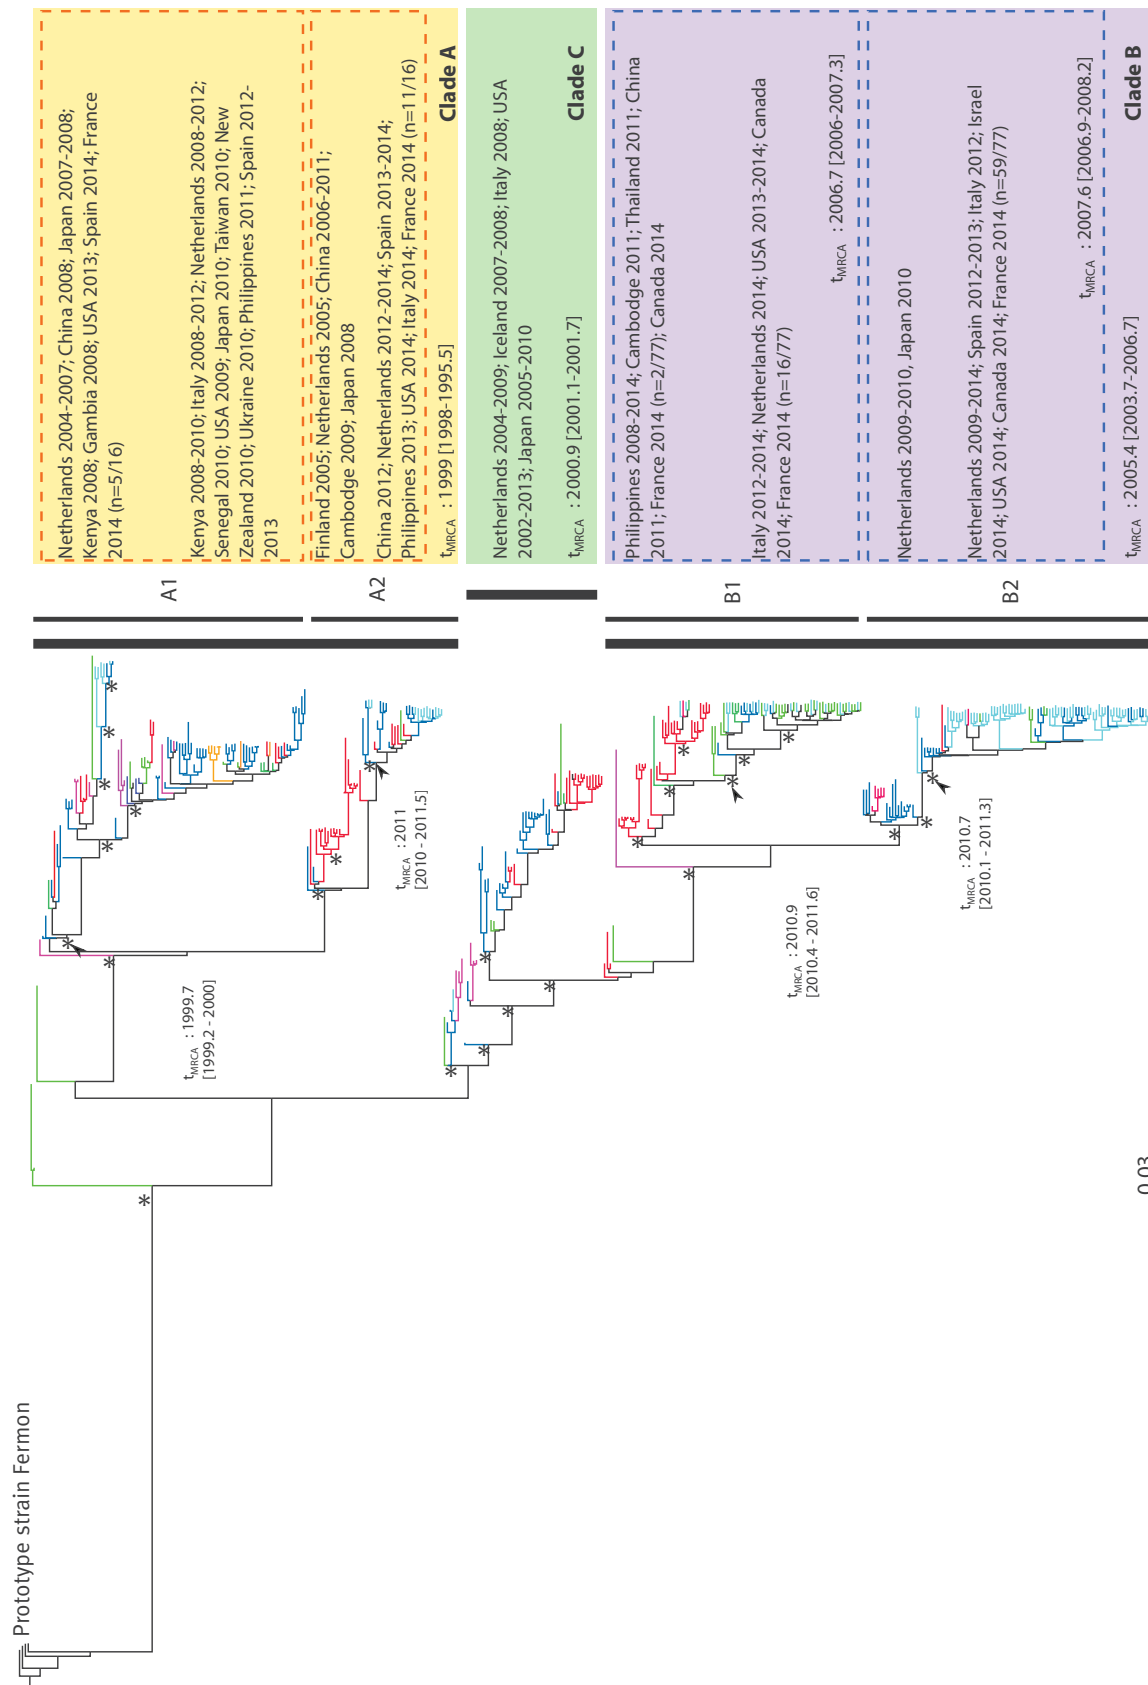 Prototype strain Fermon
Netherlands 2004-2007; China 2008; Japan 2007-2008;
Kenya 2008; Gambia 2008; USA 2013; Spain 2014; France
2014 (n=5/16)
Kenya 2008-2010; Italy 2008-2012; Netherlands 2008-2012;
Senegal 2010; USA 2009; Japan 2010; Taiwan 2010; New
Zealand 2010; Ukraine 2010; Philippines 2011; Spain 2012-
2013
A1
tMRCA : 1999.7
[1999.2 - 2000]
Finland 2005; Netherlands 2005; China 2006-2011;
Cambodge 2009; Japan 2008
China 2012; Netherlands 2012-2014; Spain 2013-2014;
Philippines 2013; USA 2014; Italy 2014; France 2014 (n=11/16)
A2
tMRCA : 2011
[2010 - 2011.5]
tMRCA : 1999 [1998-1995.5]
Clade A
Netherlands 2004-2009; Iceland 2007-2008; Italy 2008; USA
2002-2013; Japan 2005-2010
tMRCA : 2000.9 [2001.1-2001.7]
Clade C
Philippines 2008-2014; Cambodge 2011; Thailand 2011; China
2011; France 2014 (n=2/77); Canada 2014
Italy 2012-2014; Netherlands 2014; USA 2013-2014; Canada
2014; France 2014 (n=16/77)
tMRCA : 2006.7 [2006-2007.3]
B1
tMRCA : 2010.9
[2010.4 - 2011.6]
Netherlands 2009-2010, Japan 2010
Netherlands 2009-2014; Spain 2012-2013; Italy 2012; Israel
2014; USA 2014; Canada 2014; France 2014 (n=59/77)
tMRCA : 2007.6 [2006.9-2008.2]
B2
tMRCA : 2010.7
[2010.1 - 2011.3]
tMRCA : 2005.4 [2003.7-2006.7]
Clade B
0.03